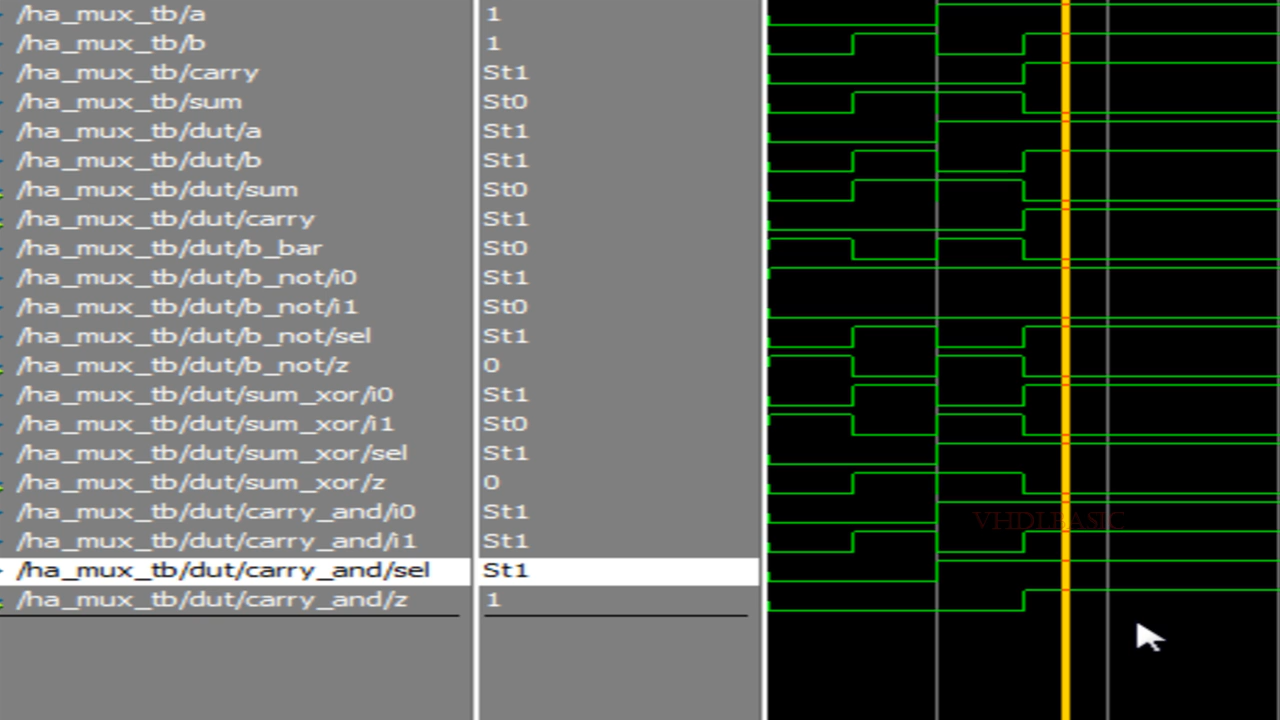 /ha_mux_tb/a 1
/ha_mux_tb/b 1
/ha_mux_tb/carry St1
/ha_mux_tb/sum St0
/ha_mux_tb/dut/a St1
/ha_mux_tb/dut/b St1
/ha_mux_tb/dut/sum St0
/ha_mux_tb/dut/carry St1
/ha_mux_tb/dut/b_bar St0
/ha_mux_tb/dut/b_not/i0 St1
/ha_mux_tb/dut/b_not/i1 St0
/ha_mux_tb/dut/b_not/sel St1
/ha_mux_tb/dut/b_not/z 0
/ha_mux_tb/dut/sum_xor/i0 St1
/ha_mux_tb/dut/sum_xor/i1 St0
/ha_mux_tb/dut/sum_xor/sel St1
/ha_mux_tb/dut/sum_xor/z 0
/ha_mux_tb/dut/carry_and/i0 St1
VHDLBASIC
/ha_mux_tb/dut/carry_and/i1 St1
/ha_mux_tb/dut/carry_and/sel St1
/ha_mux_tb/dut/carry_and/z 1